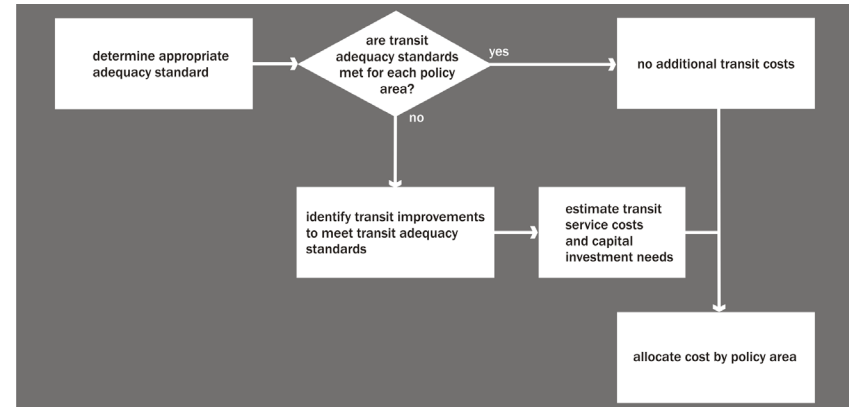 determine appropriate
adequacy standard
are transit
adequacy standards
met for each policy
area?
yes
no additional transit costs
no
identify transit improvements
to meet transit adequacy
standards
estimate transit
service costs
and capital
investment needs
allocate cost by policy area